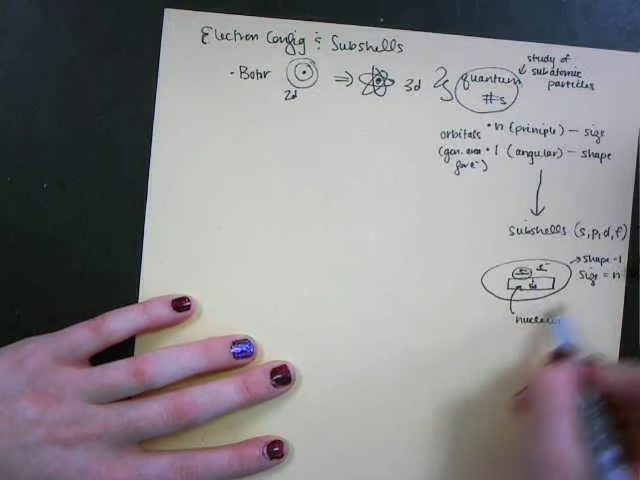 Electron Config & Subshells
- Bohr ⇒ 3d
2d
quantum
#s
study of
subatomic
particles
orbitals
(gen. area
for e⁻)
• n (principle) – size
• l (angular) – shape
subshells (s, p, d, f)
e⁻
shape = l
size = n
nucleus